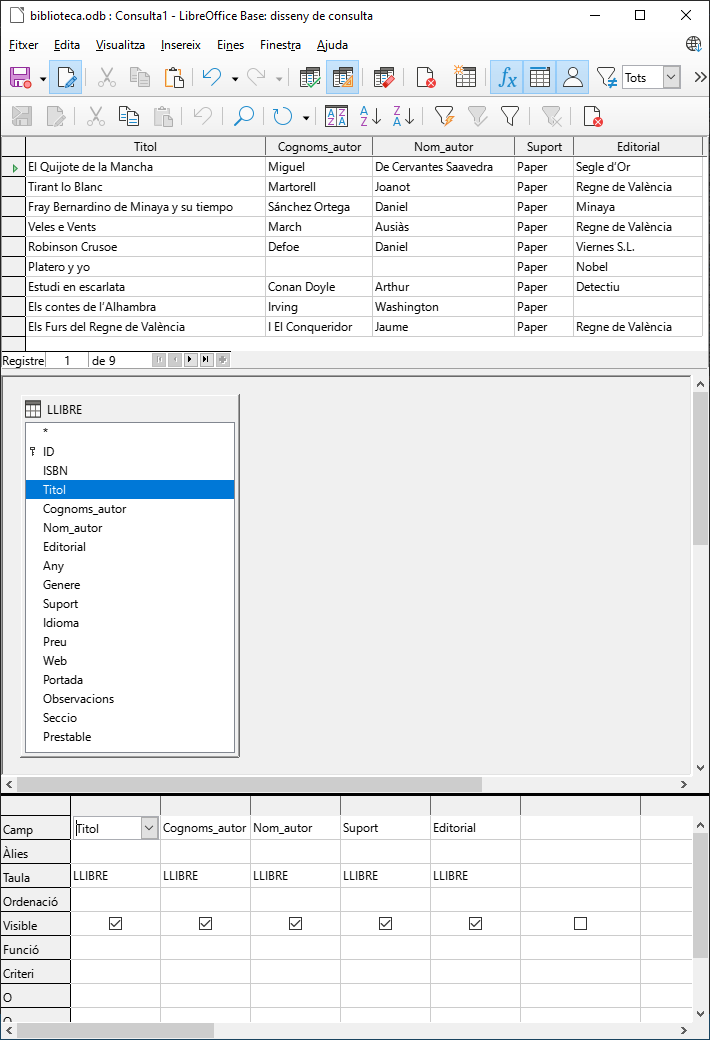 biblioteca.odb : Consulta1 - LibreOffice Base: disseny de consulta
Fitxer Edita Visualitza Insereix Eines Finestra Ajuda
Tots
Titol Cognoms_autor Nom_autor Suport Editorial
El Quijote de la Mancha Miguel De Cervantes Saavedra Paper Segle d'Or
Tirant lo Blanc Martorell Joanot Paper Regne de València
Fray Bernardino de Minaya y su tiempo Sánchez Ortega Daniel Paper Minaya
Veles e Vents March Ausiàs Paper Regne de València
Robinson Crusoe Defoe Daniel Paper Viernes S.L.
Platero y yo Paper Nobel
Estudi en escarlata Conan Doyle Arthur Paper Detectiu
Els contes de l'Alhambra Irving Washington Paper
Els Furs del Regne de València I El Conqueridor Jaume Paper Regne de València
Registre 1 de 9
LLIBRE
*
ID
ISBN
Titol
Cognoms_autor
Nom_autor
Editorial
Any
Genere
Suport
Idioma
Preu
Web
Portada
Observacions
Seccio
Prestable
Camp Titol Cognoms_autor Nom_autor Suport Editorial
Àlies
Taula LLIBRE LLIBRE LLIBRE LLIBRE LLIBRE
Ordenació
Visible
Funció
Criteri
O
O